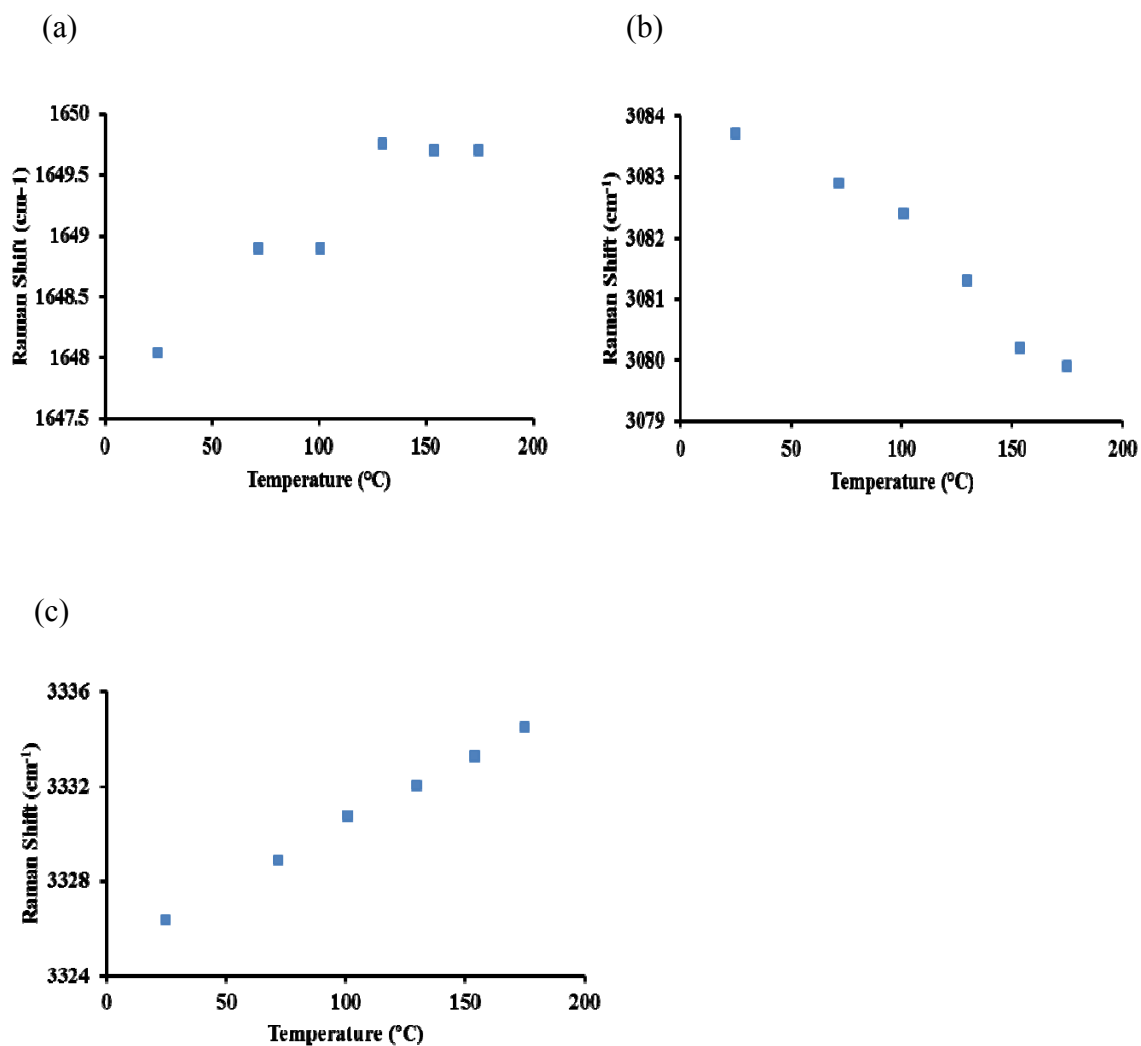 (a)
(b)
1650
1649.5
1649
1648.5
1648
1647.5
Raman Shift (cm-1)
0 50 100 150 200
Temperature (°C)
3084
3083
3082
3081
3080
3079
Raman Shift (cm⁻¹)
0 50 100 150 200
Temperature (°C)
(c)
3336
3332
3328
3324
Raman Shift (cm⁻¹)
0 50 100 150 200
Temperature (°C)